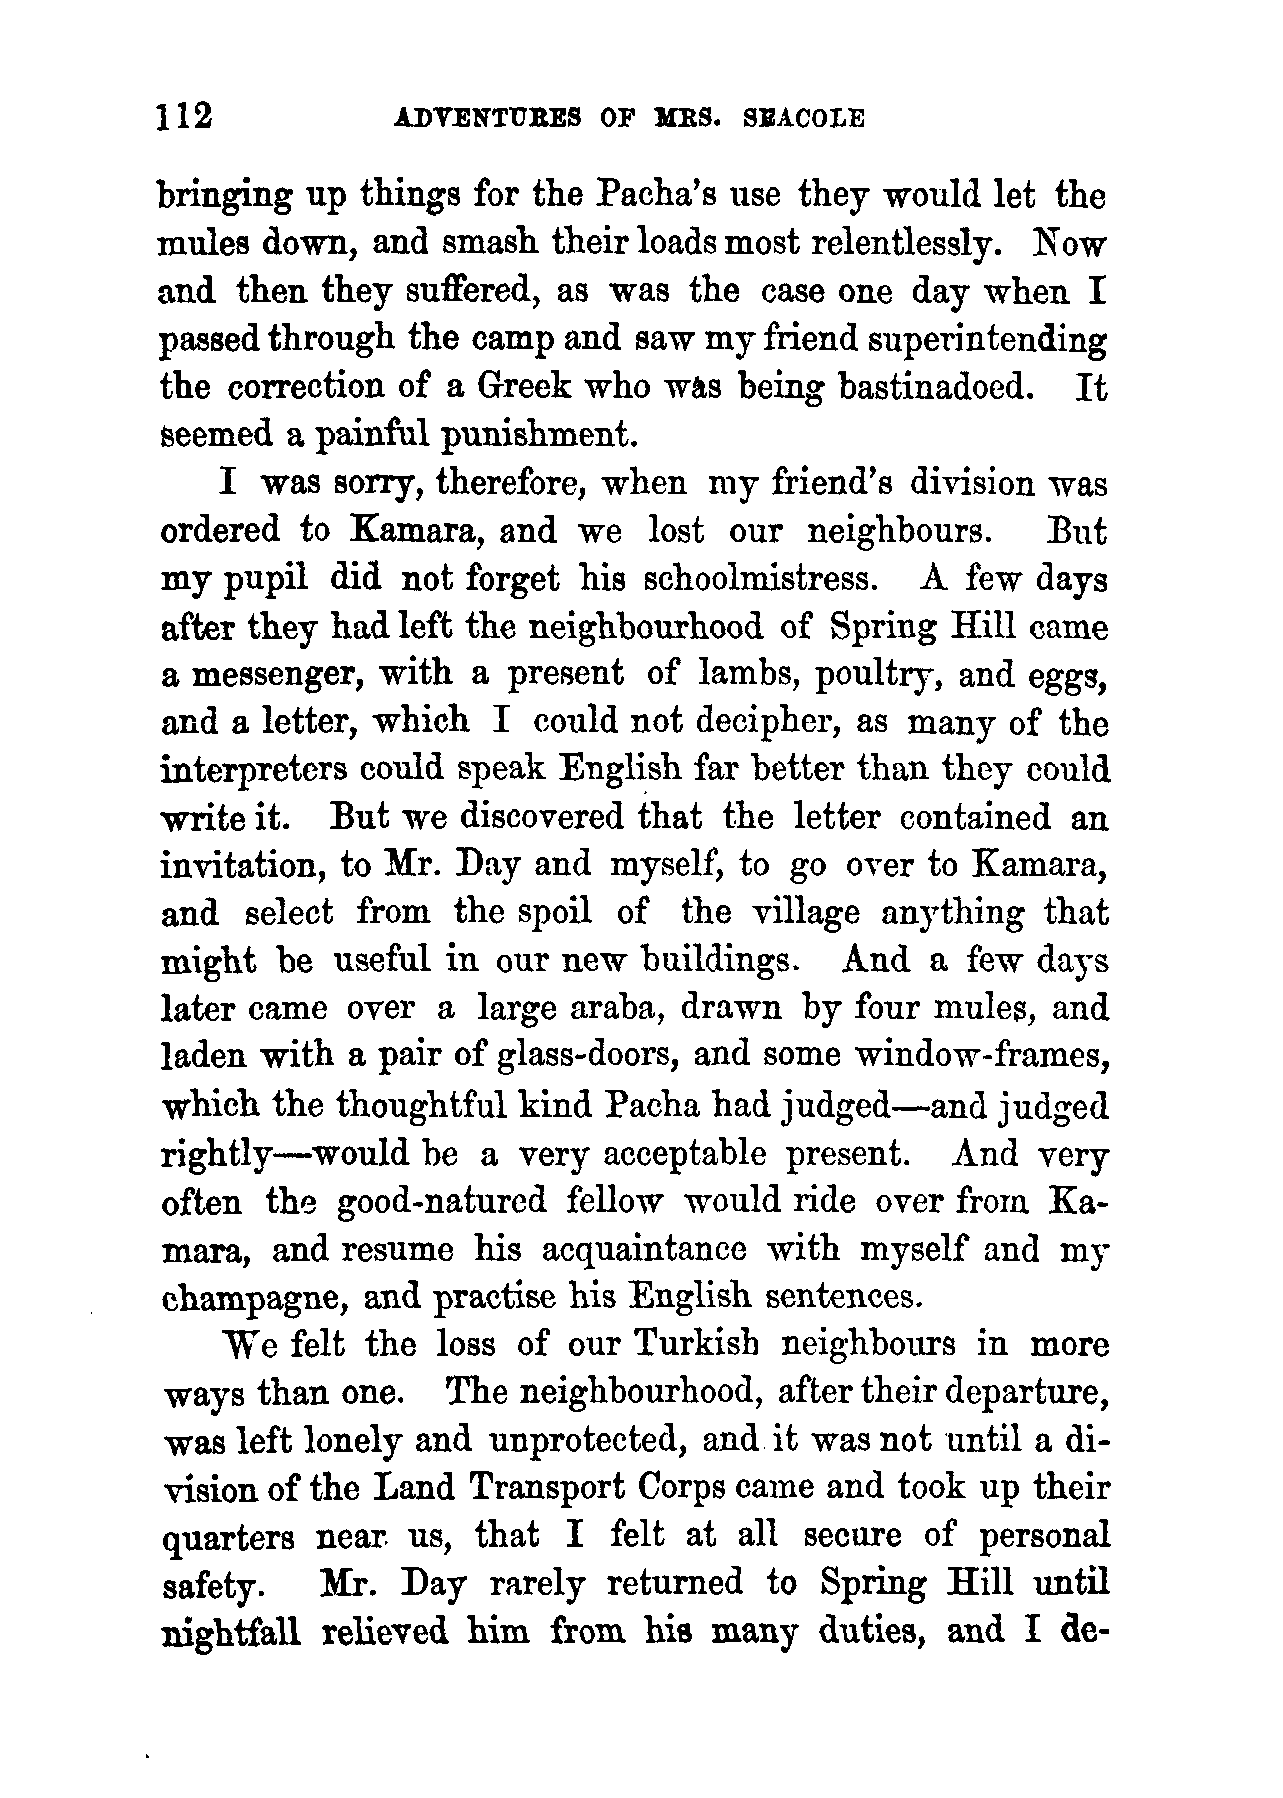 112 ADVENTURES OF MRS. SEACOLE
bringing up things for the Pacha's use they would let the
mules down, and smash their loads most relentlessly. Now
and then they suffered, as was the case one day when I
passed through the camp and saw my friend superintending
the correction of a Greek who was being bastinadoed. It
seemed a painful punishment.
I was sorry, therefore, when my friend's division was
ordered to Kamara, and we lost our neighbours. But
my pupil did not forget his schoolmistress. A few days
after they had left the neighbourhood of Spring Hill came
a messenger, with a present of lambs, poultry, and eggs,
and a letter, which I could not decipher, as many of the
interpreters could speak English far better than they could
write it. But we discovered that the letter contained an
invitation, to Mr. Day and myself, to go over to Kamara,
and select from the spoil of the village anything that
might be useful in our new buildings. And a few days
later came over a large araba, drawn by four mules, and
laden with a pair of glass-doors, and some window-frames,
which the thoughtful kind Pacha had judged—and judged
rightly—would be a very acceptable present. And very
often the good-natured fellow would ride over from Ka-
mara, and resume his acquaintance with myself and my
champagne, and practise his English sentences.
We felt the loss of our Turkish neighbours in more
ways than one. The neighbourhood, after their departure,
was left lonely and unprotected, and it was not until a di-
vision of the Land Transport Corps came and took up their
quarters near us, that I felt at all secure of personal
safety. Mr. Day rarely returned to Spring Hill until
nightfall relieved him from his many duties, and I de-